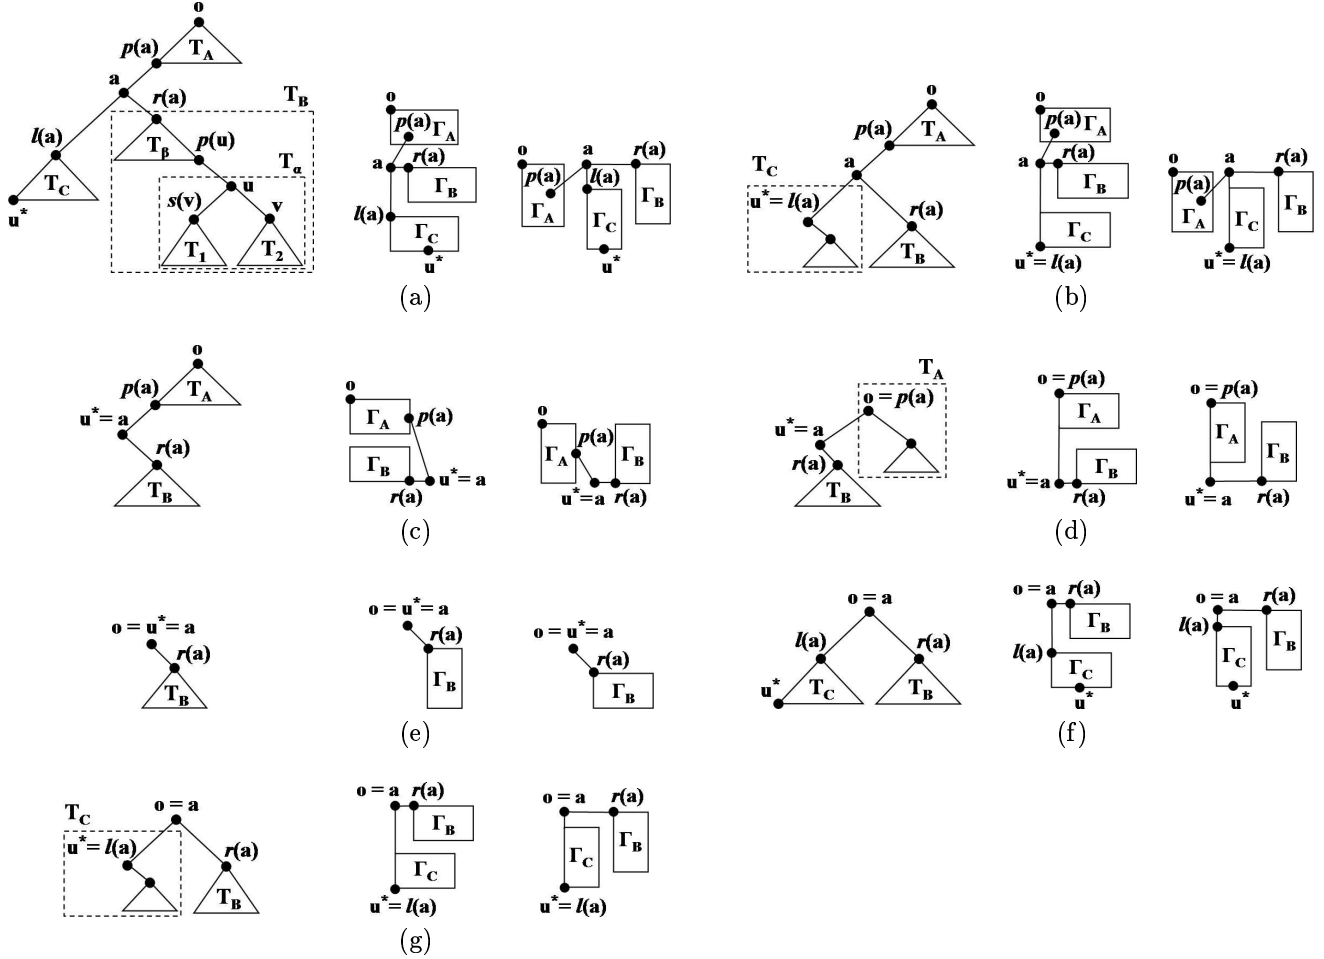 o
T_A
p(a)
a
r(a)
T_B
l(a)
T_β
p(u)
T_α
T_C
u*
u
s(v)
v
T_1
T_2
o
p(a)
Γ_A
a
r(a)
Γ_B
l(a)
Γ_C
u*
o
a
r(a)
p(a)
l(a)
Γ_A
Γ_C
Γ_B
u*
(a)
o
T_A
p(a)
T_C
a
u* = l(a)
r(a)
T_B
o
p(a)
Γ_A
a
r(a)
Γ_B
Γ_C
u* = l(a)
o
a
r(a)
p(a)
Γ_A
Γ_C
Γ_B
u* = l(a)
(b)
o
p(a)
T_A
u* = a
r(a)
T_B
o
Γ_A
p(a)
Γ_B
u* = a
r(a)
o
p(a)
Γ_A
Γ_B
u* = a
r(a)
(c)
T_A
o = p(a)
u* = a
r(a)
T_B
o = p(a)
Γ_A
Γ_B
u* = a
r(a)
o = p(a)
Γ_A
Γ_B
r(a)
u* = a
(d)
o = u* = a
r(a)
T_B
o = u* = a
r(a)
Γ_B
o = u* = a
r(a)
Γ_B
(e)
o = a
l(a)
r(a)
u*
T_C
T_B
o = a
r(a)
Γ_B
l(a)
Γ_C
u*
o = a
r(a)
l(a)
Γ_C
Γ_B
u*
(f)
T_C
o = a
u* = l(a)
r(a)
T_B
o = a
r(a)
Γ_B
Γ_C
u* = l(a)
o = a
r(a)
Γ_C
Γ_B
u* = l(a)
(g)